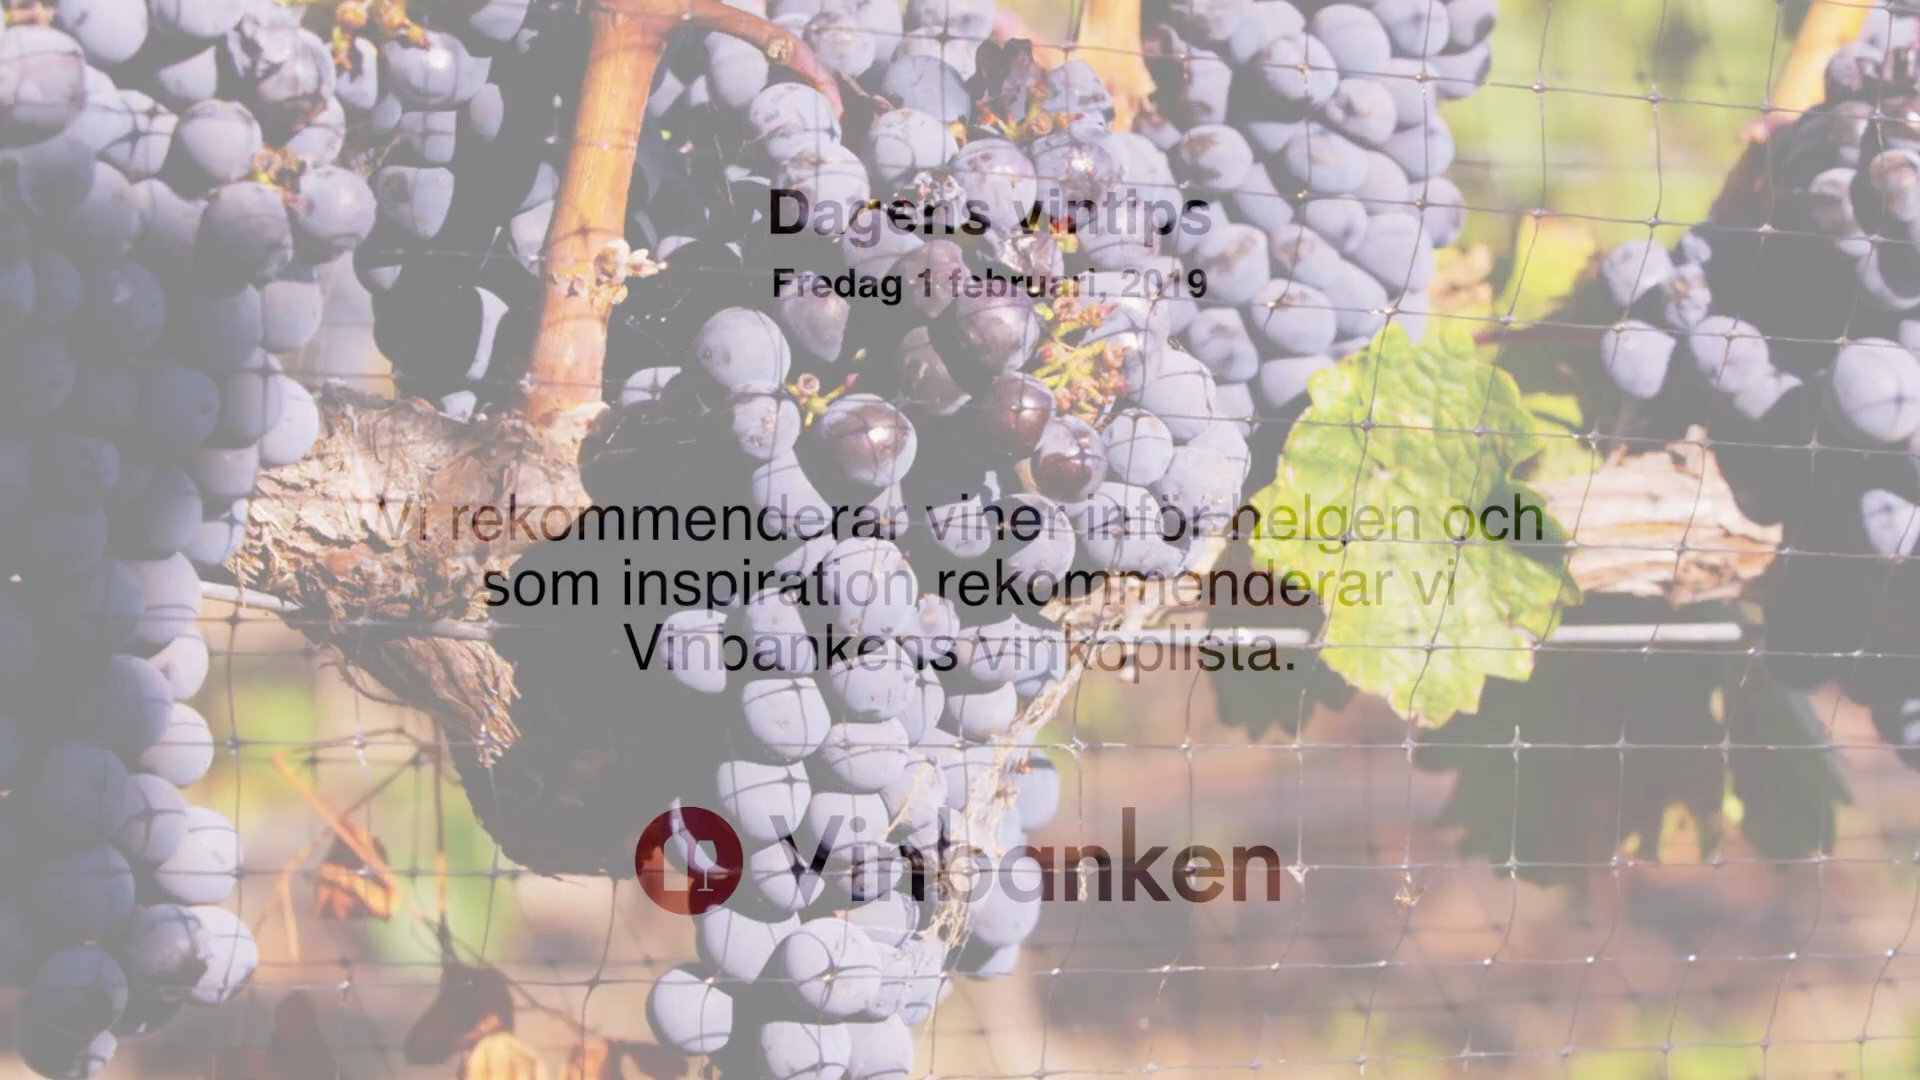 Dagens vintips
Fredag 1 februari, 2019
Vi rekommenderar viner inför helgen och
som inspiration rekommenderar vi
Vinbankens vinköplista.
Vinbanken